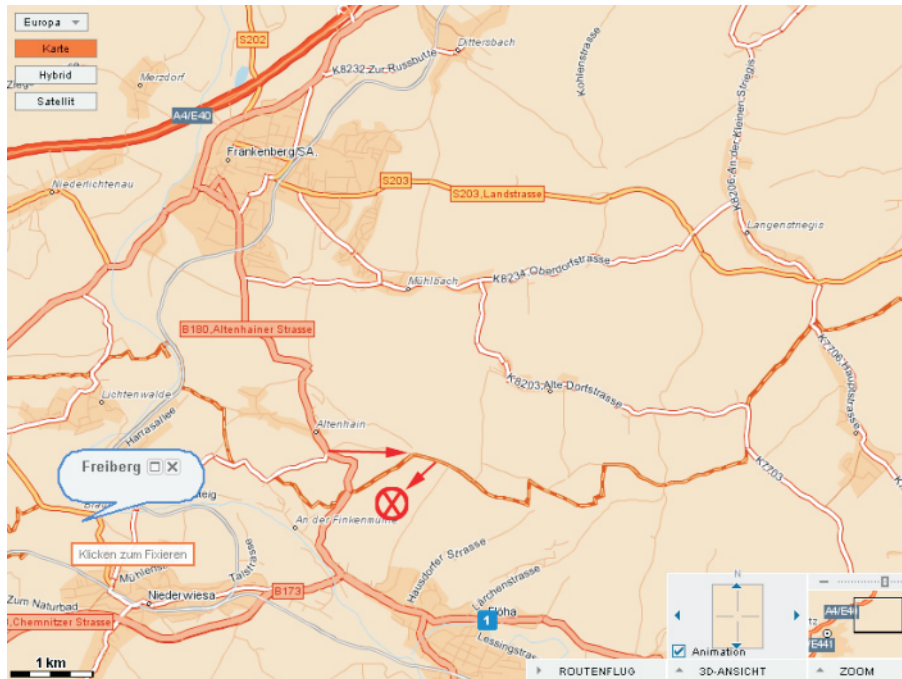 Europa
Karte
Hybrid
Satellit
S202
Dittersbach
K8232 Zur Russbutte
Merzdorf
Kohlenstrasse
A4/E40
Frankenberg/SA.
K8206 An der Kleinen Striegis
Niederlichtenau
S203
S203, Landstrasse
Langenstriegis
Mühlbach
K8234 Oberdorfstrasse
B180, Altenhainer Strasse
K7706, Hauptstrasse
K8203, Alte Dorfstrasse
Lichtenwalde
Harrasallee
Altenhain
K7703
Freiberg
An der Finkenmühle
Klicken zum Fixieren
Talstrasse
Hausdorfer Strasse
Lärchenstrasse
Niederwiesa
B173
Zum Naturbad
Chemnitzer Strasse
1
Flöha
N
A4/E40
Animation
1 km
ROUTENFLUG
3D-ANSICHT
ZOOM